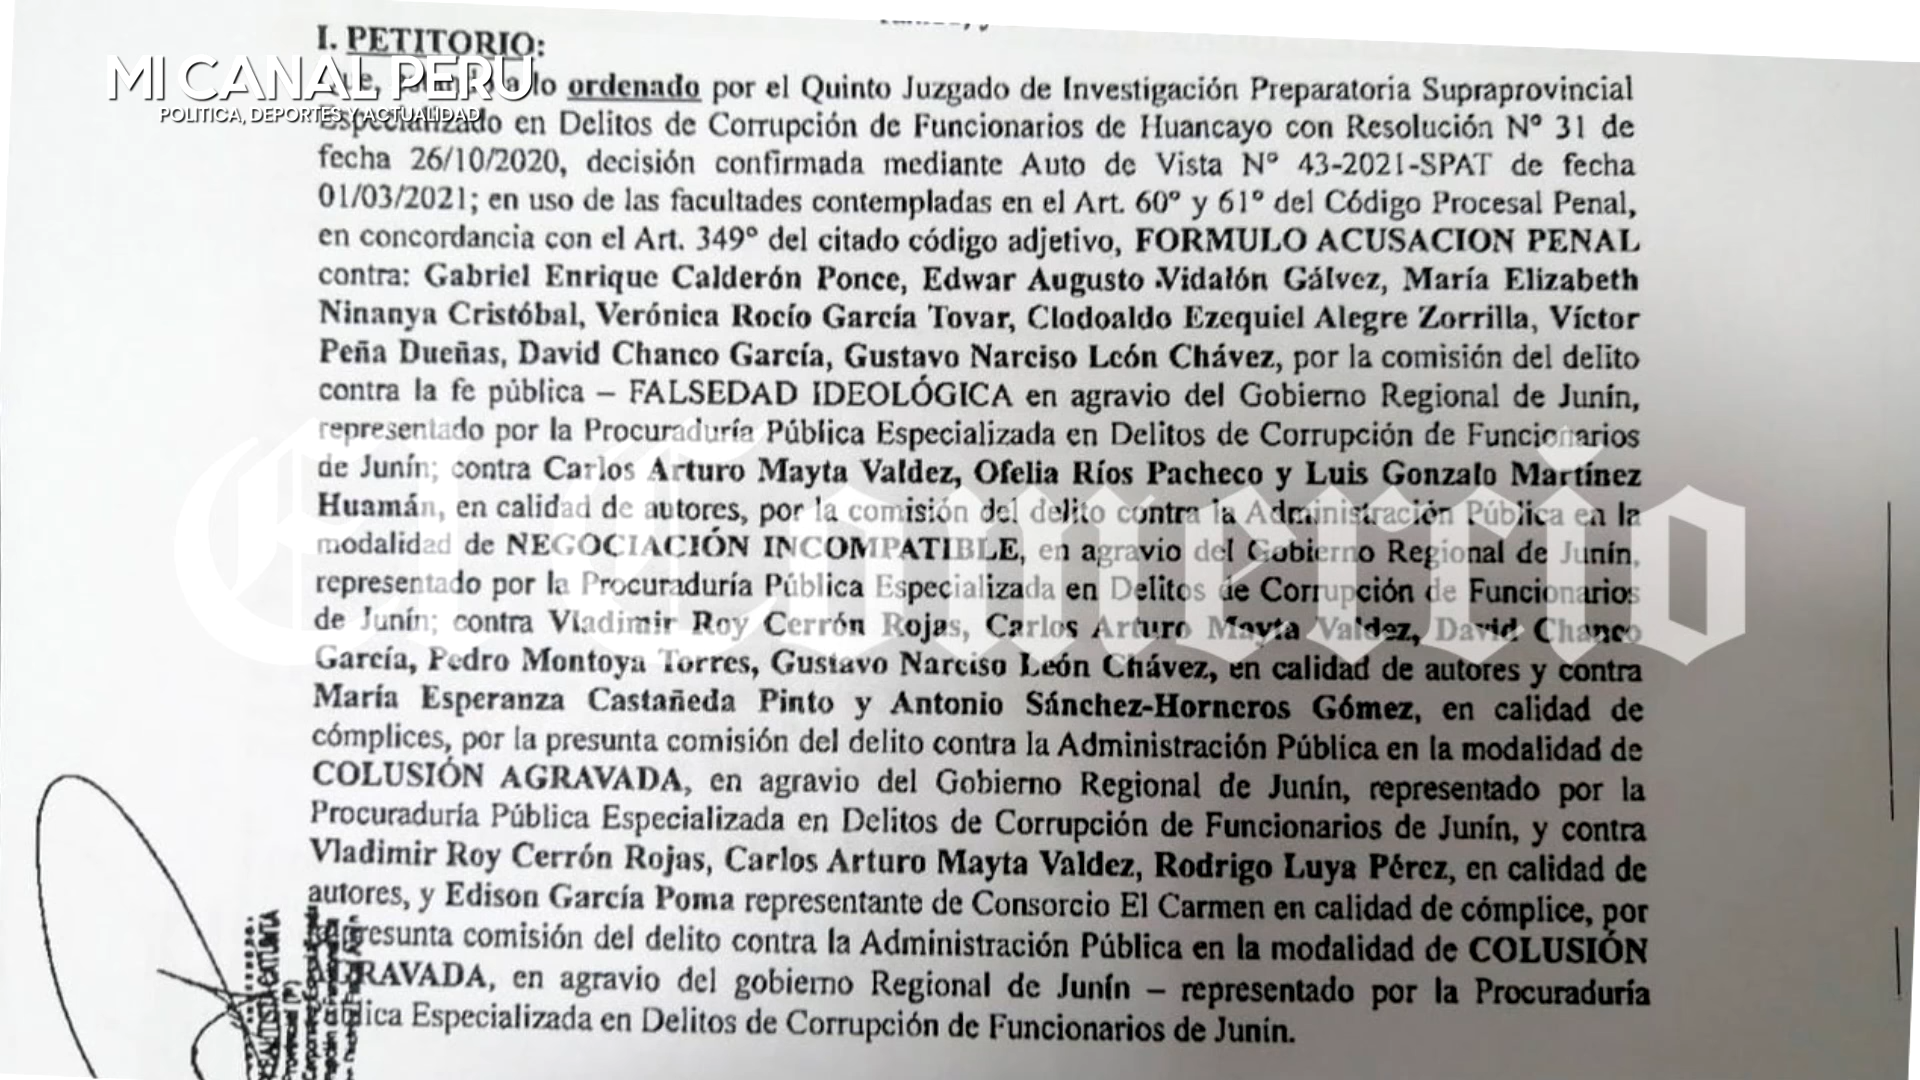 I. PETITORIO:
MI CANAL PERU
POLITICA, DEPORTES Y ACTUALIDAD
a lo ordenado por el Quinto Juzgado de Investigación Preparatoria Supraprovincial
Especializado en Delitos de Corrupción de Funcionarios de Huancayo con Resolución Nº 31 de
fecha 26/10/2020, decisión confirmada mediante Auto de Vista Nº 43-2021-SPAT de fecha
01/03/2021; en uso de las facultades contempladas en el Art. 60º y 61º del Código Procesal Penal,
en concordancia con el Art. 349º del citado código adjetivo, FORMULO ACUSACION PENAL
contra: Gabriel Enrique Calderón Ponce, Edwar Augusto Vidalón Gálvez, María Elizabeth
Ninanya Cristóbal, Verónica Rocío García Tovar, Clodoaldo Ezequiel Alegre Zorrilla, Víctor
Peña Dueñas, David Chanco García, Gustavo Narciso León Chávez, por la comisión del delito
contra la fe pública – FALSEDAD IDEOLÓGICA en agravio del Gobierno Regional de Junín,
representado por la Procuraduría Pública Especializada en Delitos de Corrupción de Funcionarios
de Junín; contra Carlos Arturo Mayta Valdez, Ofelia Ríos Pacheco y Luis Gonzalo Martínez
Huamán, en calidad de autores, por la comisión del delito contra la Administración Pública en la
modalidad de NEGOCIACIÓN INCOMPATIBLE, en agravio del Gobierno Regional de Junín,
El Comercio
representado por la Procuraduría Pública Especializada en Delitos de Corrupción de Funcionarios
de Junín; contra Vladimir Roy Cerrón Rojas, Carlos Arturo Mayta Valdez, David Chanco
García, Pedro Montoya Torres, Gustavo Narciso León Chávez, en calidad de autores y contra
María Esperanza Castañeda Pinto y Antonio Sánchez-Horneros Gómez, en calidad de
cómplices, por la presunta comisión del delito contra la Administración Pública en la modalidad de
COLUSIÓN AGRAVADA, en agravio del Gobierno Regional de Junín, representado por la
Procuraduría Pública Especializada en Delitos de Corrupción de Funcionarios de Junín, y contra
Vladimir Roy Cerrón Rojas, Carlos Arturo Mayta Valdez, Rodrigo Luya Pérez, en calidad de
autores, y Edison García Poma representante de Consorcio El Carmen en calidad de cómplice, por
presunta comisión del delito contra la Administración Pública en la modalidad de COLUSIÓN
AGRAVADA, en agravio del gobierno Regional de Junín – representado por la Procuraduría
Pública Especializada en Delitos de Corrupción de Funcionarios de Junín.